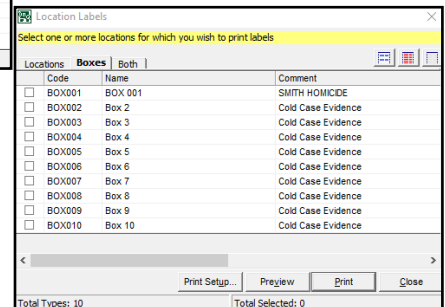 Location Labels
Select one or more locations for which you wish to print labels
Locations Boxes Both
Code Name Comment
BOX001 BOX 001 SMITH HOMICIDE
BOX002 Box 2 Cold Case Evidence
BOX003 Box 3 Cold Case Evidence
BOX004 Box 4 Cold Case Evidence
BOX005 Box 5 Cold Case Evidence
BOX006 Box 6 Cold Case Evidence
BOX007 Box 7 Cold Case Evidence
BOX008 Box 8 Cold Case Evidence
BOX009 Box 9 Cold Case Evidence
BOX010 Box 10 Cold Case Evidence
Print Setup... Preview Print Close
Total Types: 10 Total Selected: 0